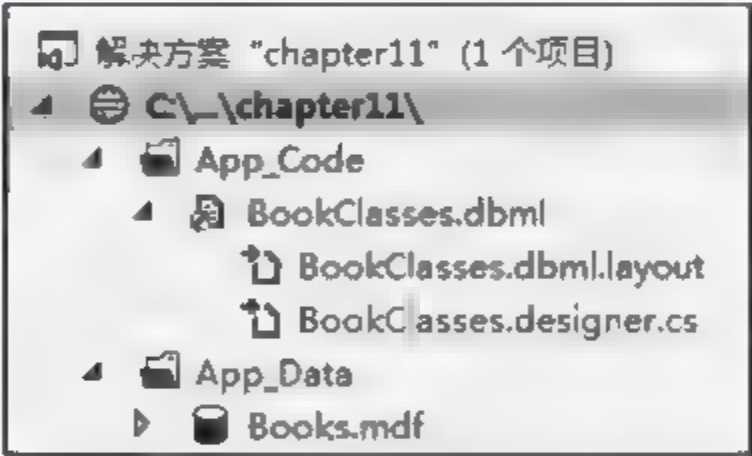 解决方案 "chapter11" (1 个项目)
C:\...\chapter11\
App_Code
BookClasses.dbml
BookClasses.dbml.layout
BookClasses.designer.cs
App_Data
Books.mdf